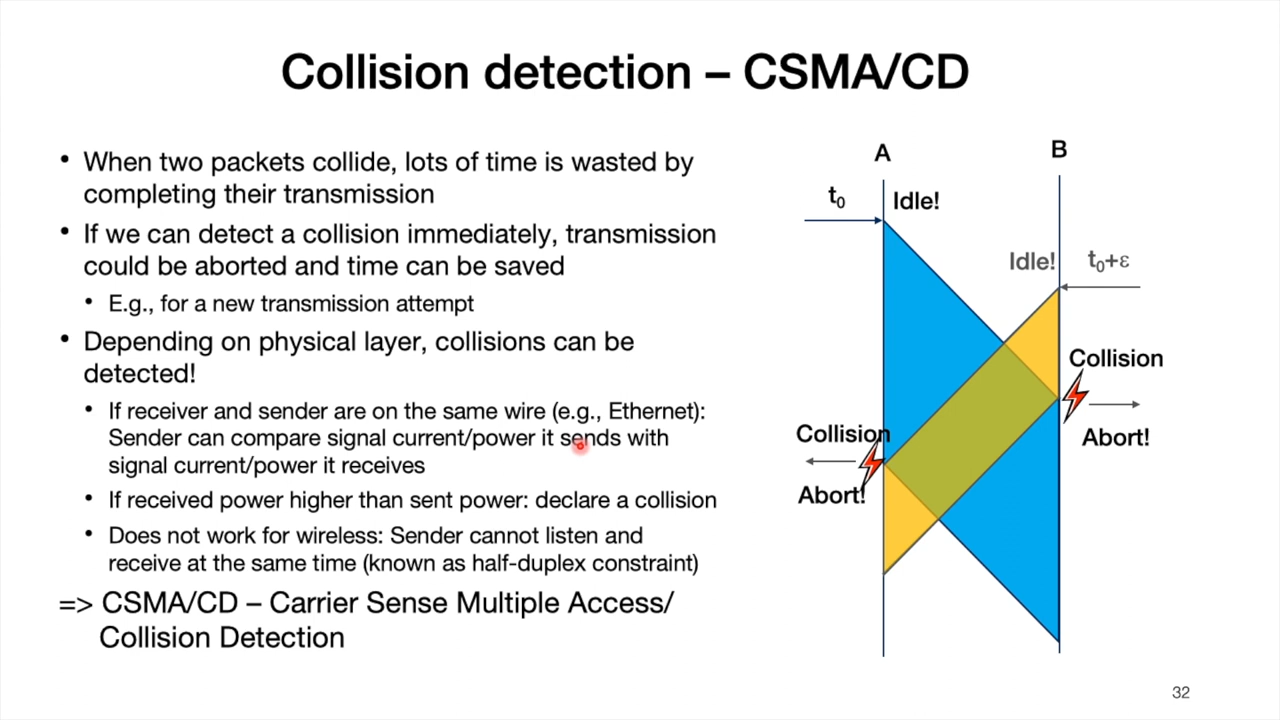 Collision detection – CSMA/CD
• When two packets collide, lots of time is wasted by
completing their transmission
• If we can detect a collision immediately, transmission
could be aborted and time can be saved
• E.g., for a new transmission attempt
• Depending on physical layer, collisions can be
detected!
• If receiver and sender are on the same wire (e.g., Ethernet):
Sender can compare signal current/power it sends with
signal current/power it receives
• If received power higher than sent power: declare a collision
• Does not work for wireless: Sender cannot listen and
receive at the same time (known as half-duplex constraint)
=> CSMA/CD – Carrier Sense Multiple Access/
Collision Detection
A
B
t₀
Idle!
Idle!
t₀+ε
Collision
Abort!
Collision
Abort!
32